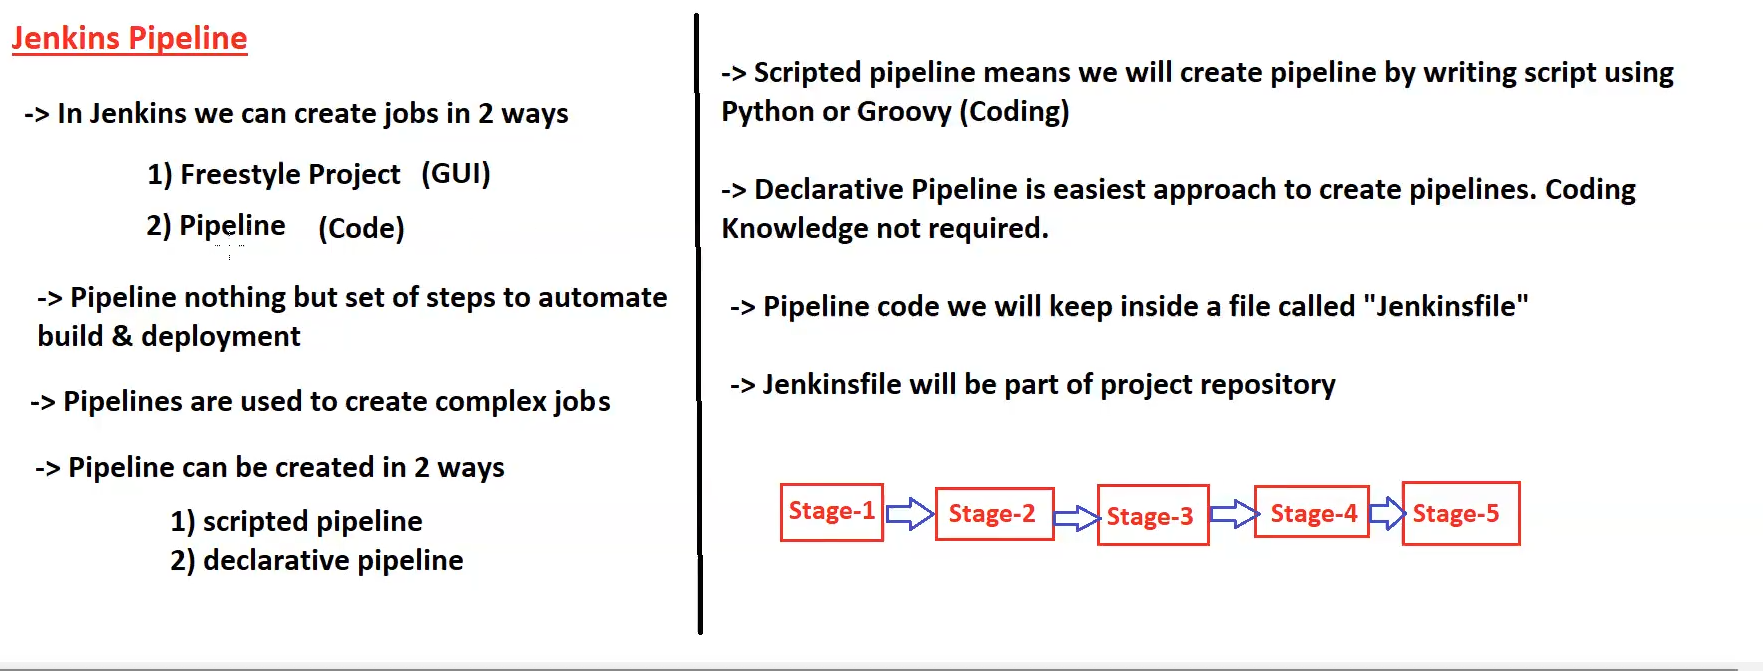 Jenkins Pipeline
-> In Jenkins we can create jobs in 2 ways
1) Freestyle Project (GUI)
2) Pipeline (Code)
-> Pipeline nothing but set of steps to automate
build & deployment
-> Pipelines are used to create complex jobs
-> Pipeline can be created in 2 ways
1) scripted pipeline
2) declarative pipeline
-> Scripted pipeline means we will create pipeline by writing script using
Python or Groovy (Coding)
-> Declarative Pipeline is easiest approach to create pipelines. Coding
Knowledge not required.
-> Pipeline code we will keep inside a file called "Jenkinsfile"
-> Jenkinsfile will be part of project repository
Stage-1 Stage-2 Stage-3 Stage-4 Stage-5